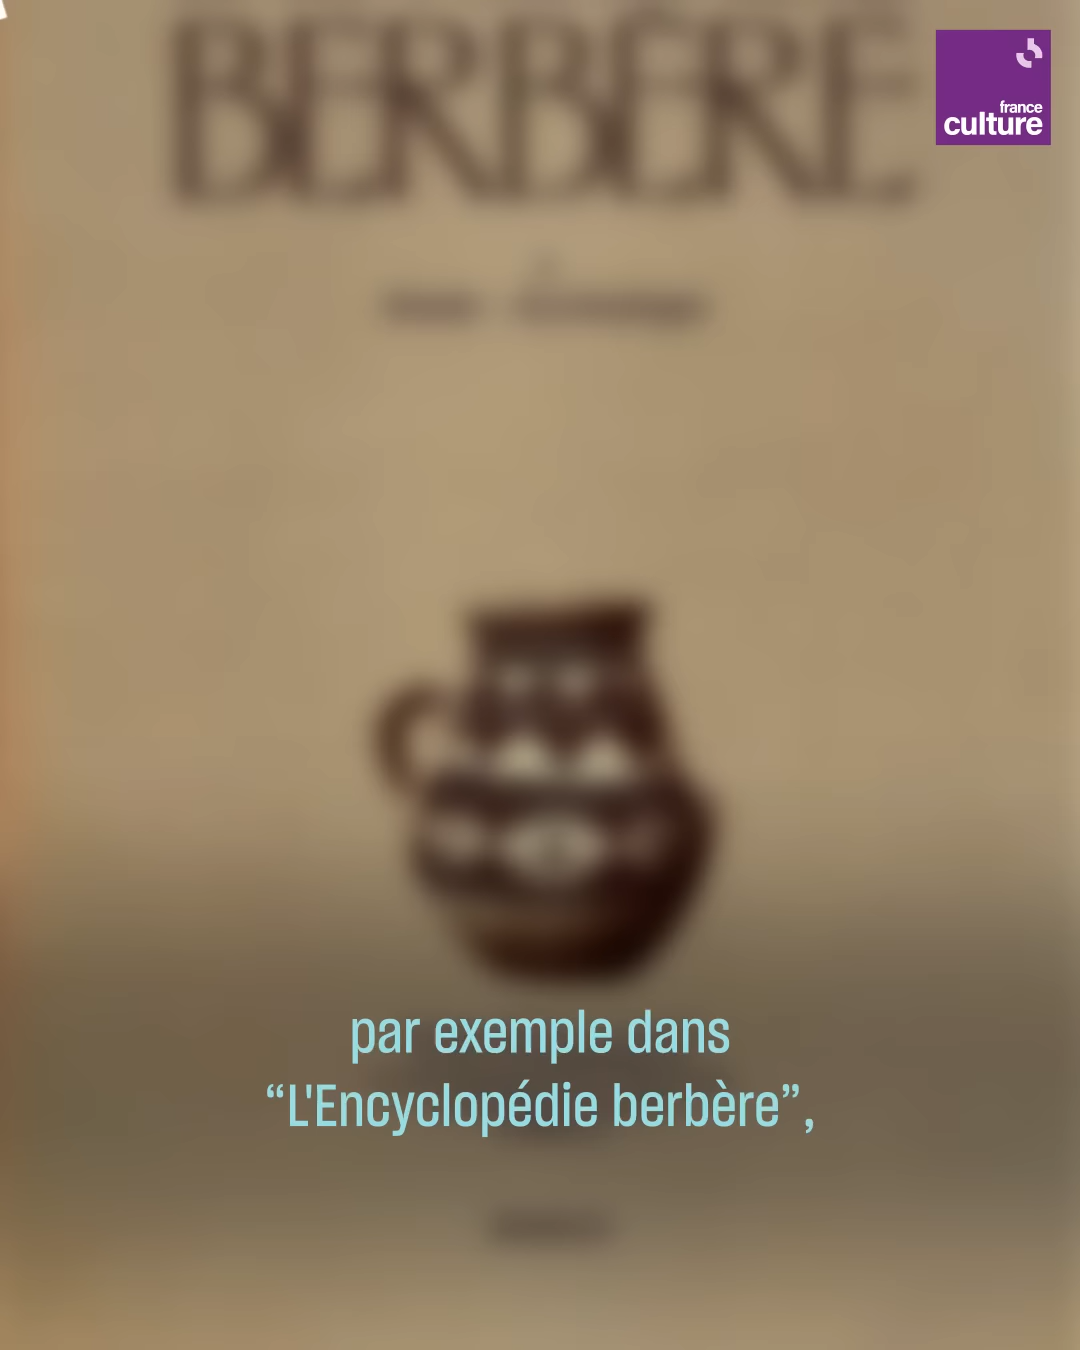 BERBÈRE
france
culture
par exemple dans
“L'Encyclopédie berbère”,